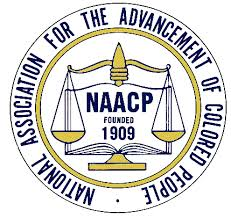 NATIONAL ASSOCIATION FOR THE ADVANCEMENT OF COLORED PEOPLE
NAACP
FOUNDED
1909